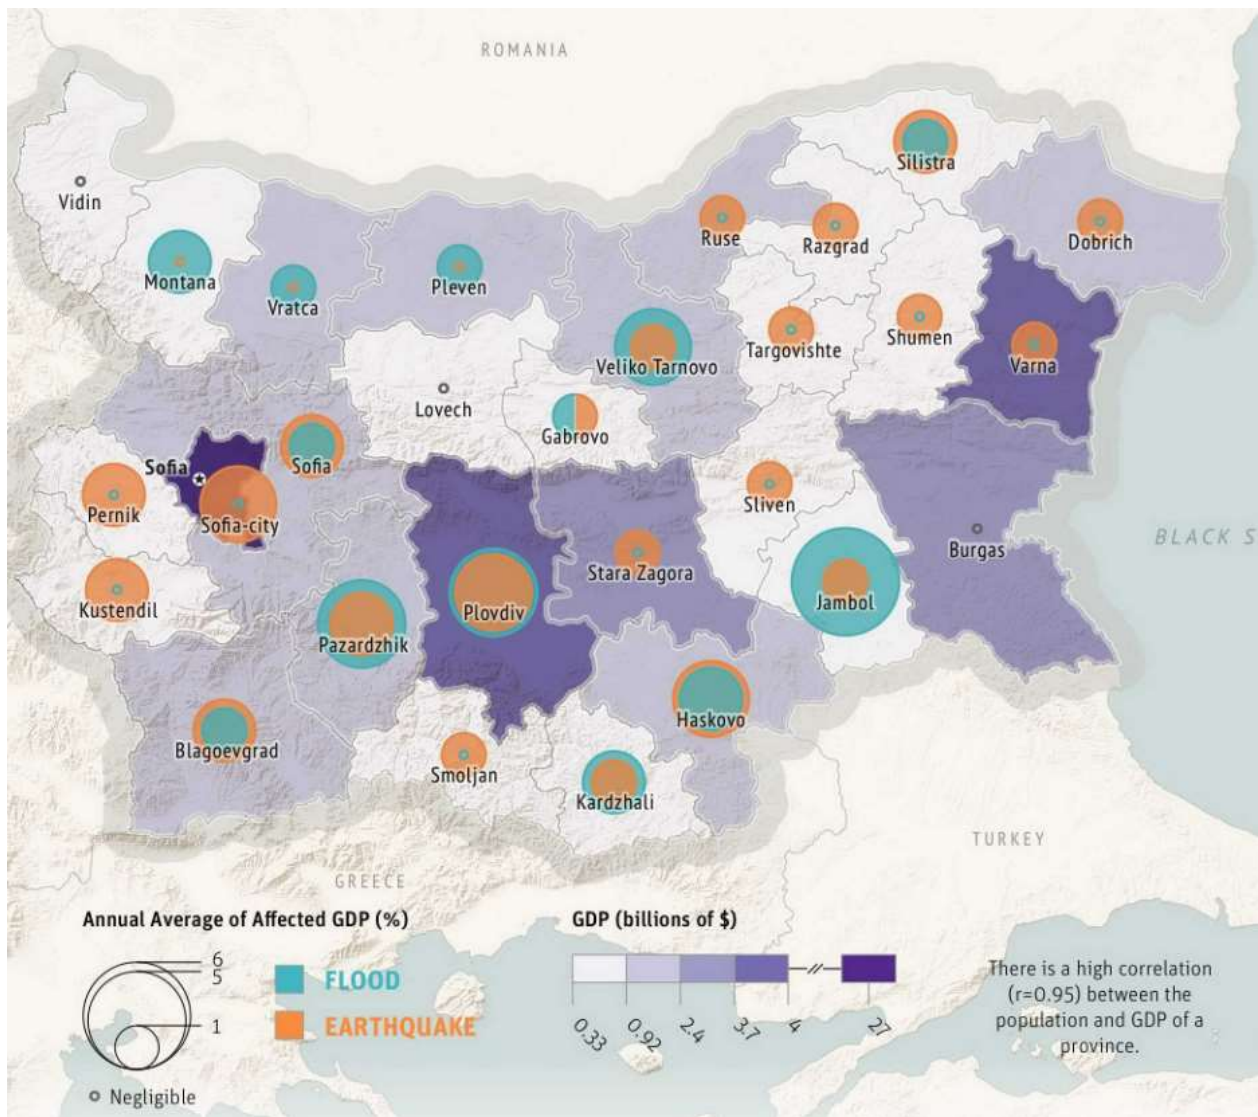 ROMANIA
Silistra
Vidin
Ruse
Razgrad
Dobrich
Montana
Vratca
Pleven
Targovishte
Shumen
Varna
Veliko Tarnovo
Lovech
Gabrovo
Sofia
Sofia
Pernik
Sofia-city
Sliven
Burgas
BLACK S
Stara Zagora
Kustendil
Jambol
Plovdiv
Pazardzhik
Haskovo
Blagoevgrad
Smoljan
Kardzhali
TURKEY
GREECE
Annual Average of Affected GDP (%)
6
5
1
Negligible
FLOOD
EARTHQUAKE
GDP (billions of $)
0.33
0.92
2.4
3.7
4
27
There is a high correlation
(r=0.95) between the
population and GDP of a
province.